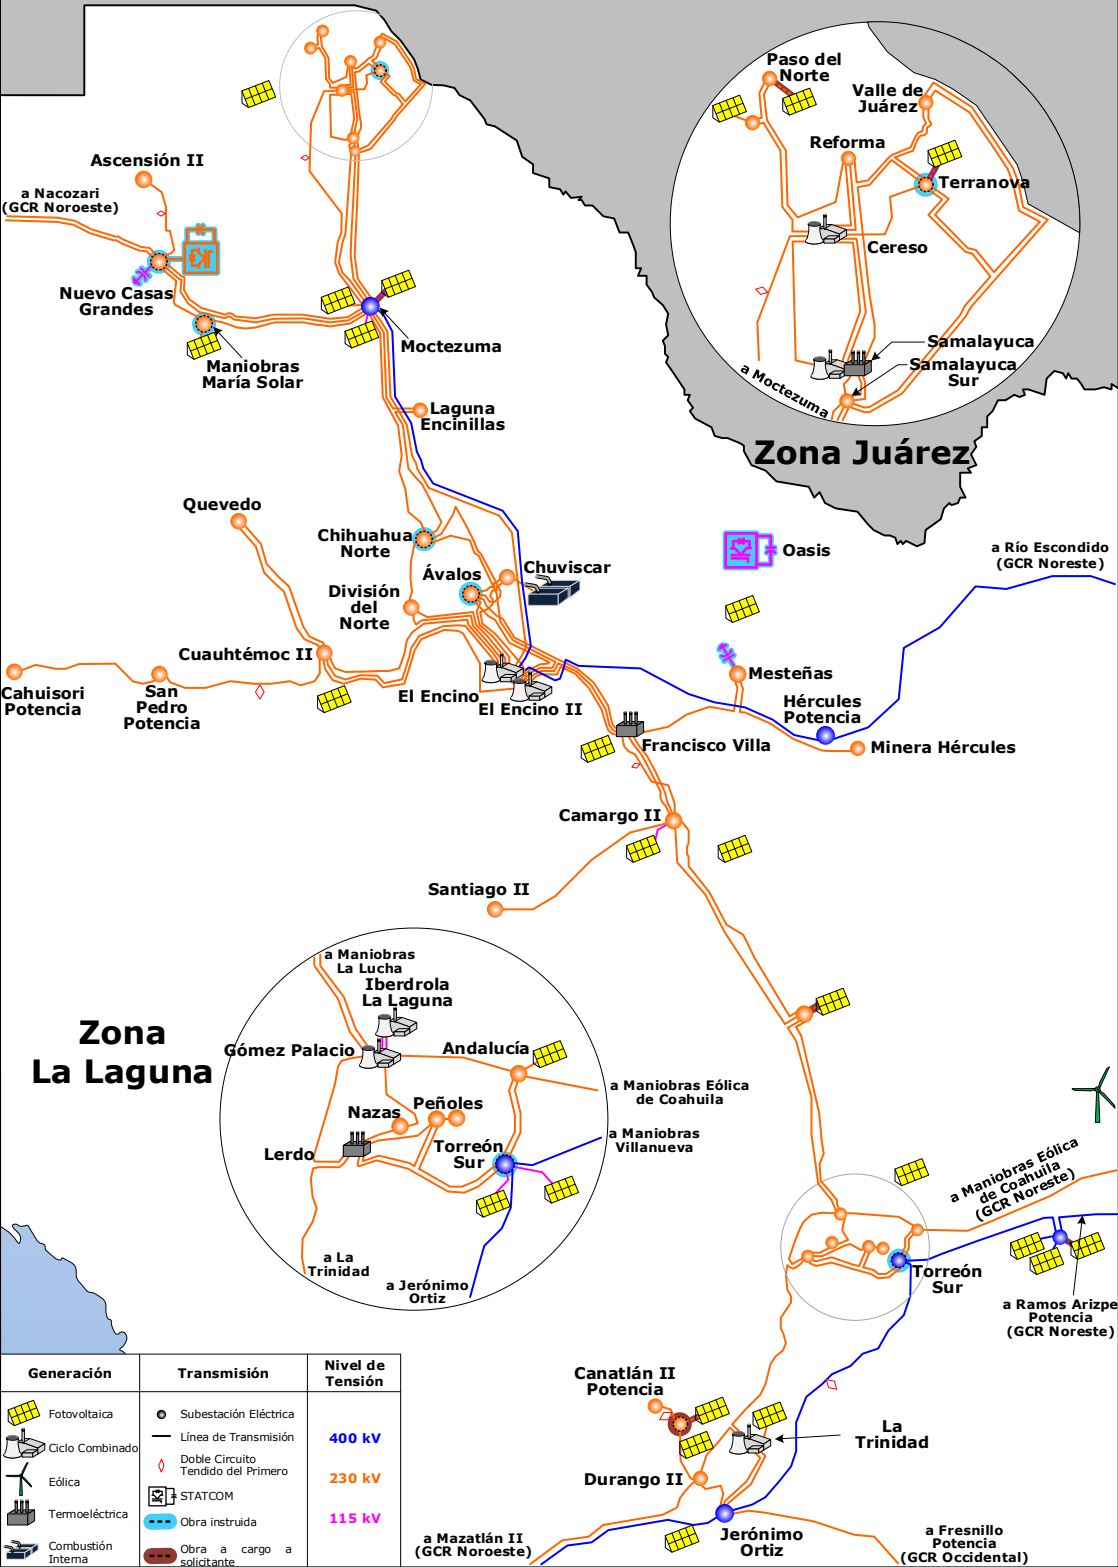 Paso del
Norte
Valle de
Juárez
Reforma
Terranova
Cereso
Samalayuca
Samalayuca
Sur
a Moctezuma
Zona Juárez
Ascensión II
a Nacozari
(GCR Noroeste)
Nuevo Casas
Grandes
Maniobras
María Solar
Moctezuma
Laguna
Encinillas
Quevedo
Chihuahua
Norte
Ávalos
Chuviscar
División
del
Norte
Oasis
a Río Escondido
(GCR Noreste)
Cuauhtémoc II
Cahuisori
Potencia
San
Pedro
Potencia
El Encino
El Encino II
Mesteñas
Hércules
Potencia
Francisco Villa
Minera Hércules
Camargo II
Santiago II
a Maniobras
La Lucha
Iberdrola
La Laguna
Zona
La Laguna
Gómez Palacio
Andalucía
a Maniobras Eólica
de Coahuila
Nazas
Peñoles
a Maniobras
Villanueva
Lerdo
Torreón
Sur
a La
Trinidad
a Jerónimo
Ortiz
a Maniobras Eólica
de Coahuila
(GCR Noreste)
Torreón
Sur
a Ramos Arizpe
Potencia
(GCR Noreste)
Canatlán II
Potencia
La
Trinidad
Durango II
Jerónimo
Ortiz
a Mazatlán II
(GCR Noroeste)
a Fresnillo
Potencia
(GCR Occidental)
Generación
Transmisión
Nivel de
Tensión
Fotovoltaica
Subestación Eléctrica
Ciclo Combinado
Línea de Transmisión
400 kV
Eólica
Doble Circuito
Tendido del Primero
230 kV
Termoeléctrica
STATCOM
Obra instruida
115 kV
Combustión
Interna
Obra a cargo a
solicitante